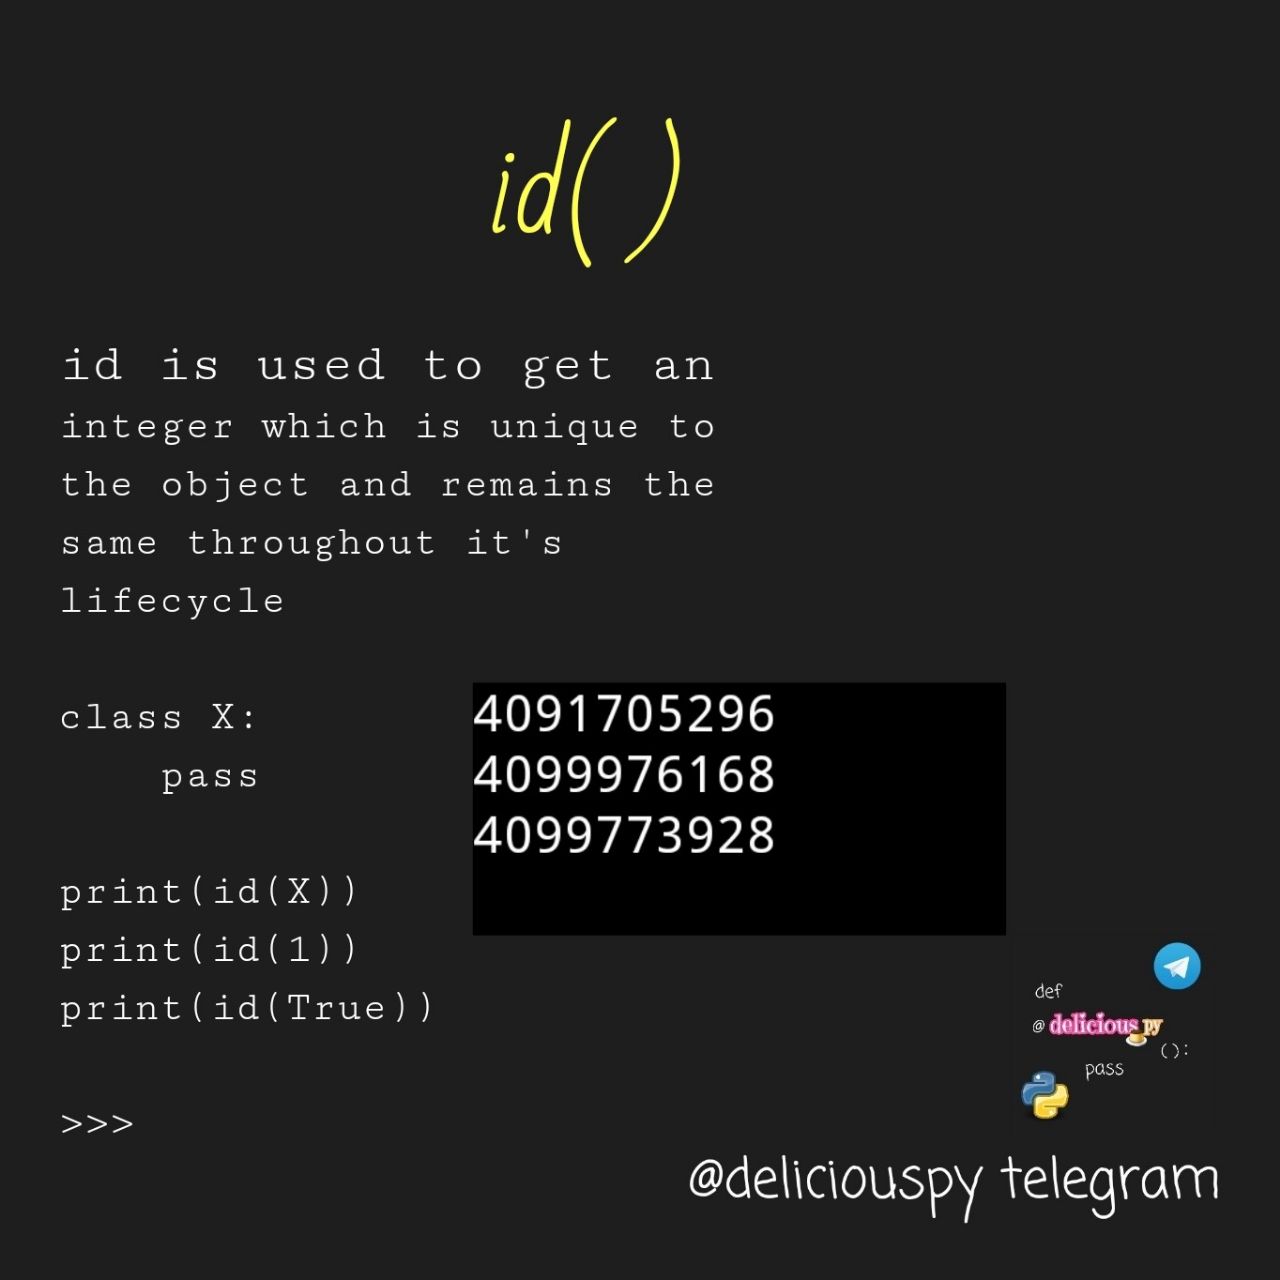 id( )
id is used to get an
integer which is unique to
the object and remains the
same throughout it's
lifecycle
class X:
    pass
print(id(X))
print(id(1))
print(id(True))
>>>
4091705296
4099976168
4099773928
def
@delicious py
():
pass
@deliciouspy telegram